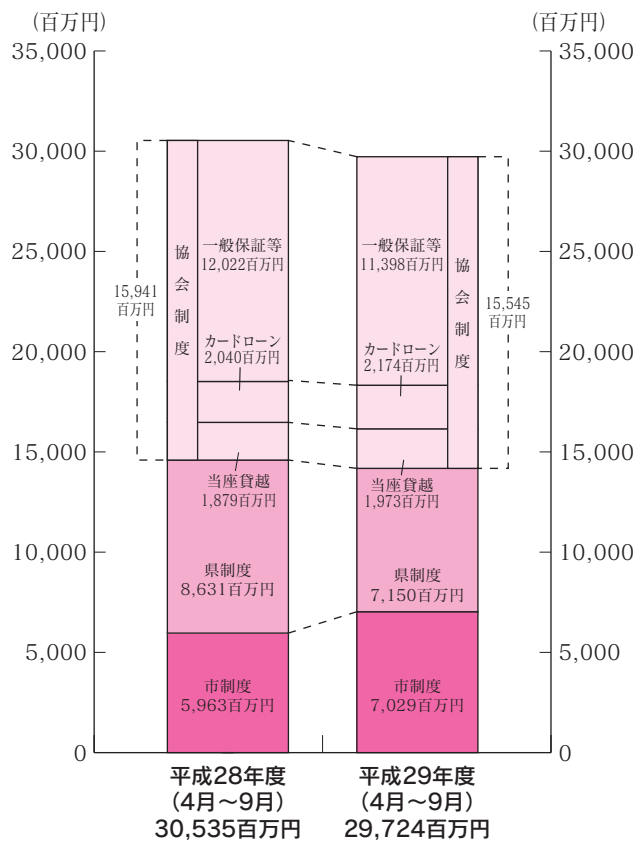 (百万円)
(百万円)
35,000
30,000
25,000
20,000
15,000
10,000
5,000
0
35,000
30,000
25,000
20,000
15,000
10,000
5,000
0
15,941
百万円
協会制度
一般保証等
12,022百万円
カードローン
2,040百万円
当座貸越
1,879百万円
県制度
8,631百万円
市制度
5,963百万円
一般保証等
11,398百万円
カードローン
2,174百万円
当座貸越
1,973百万円
県制度
7,150百万円
市制度
7,029百万円
協会制度
15,545
百万円
平成28年度
(4月〜9月)
30,535百万円
平成29年度
(4月〜9月)
29,724百万円